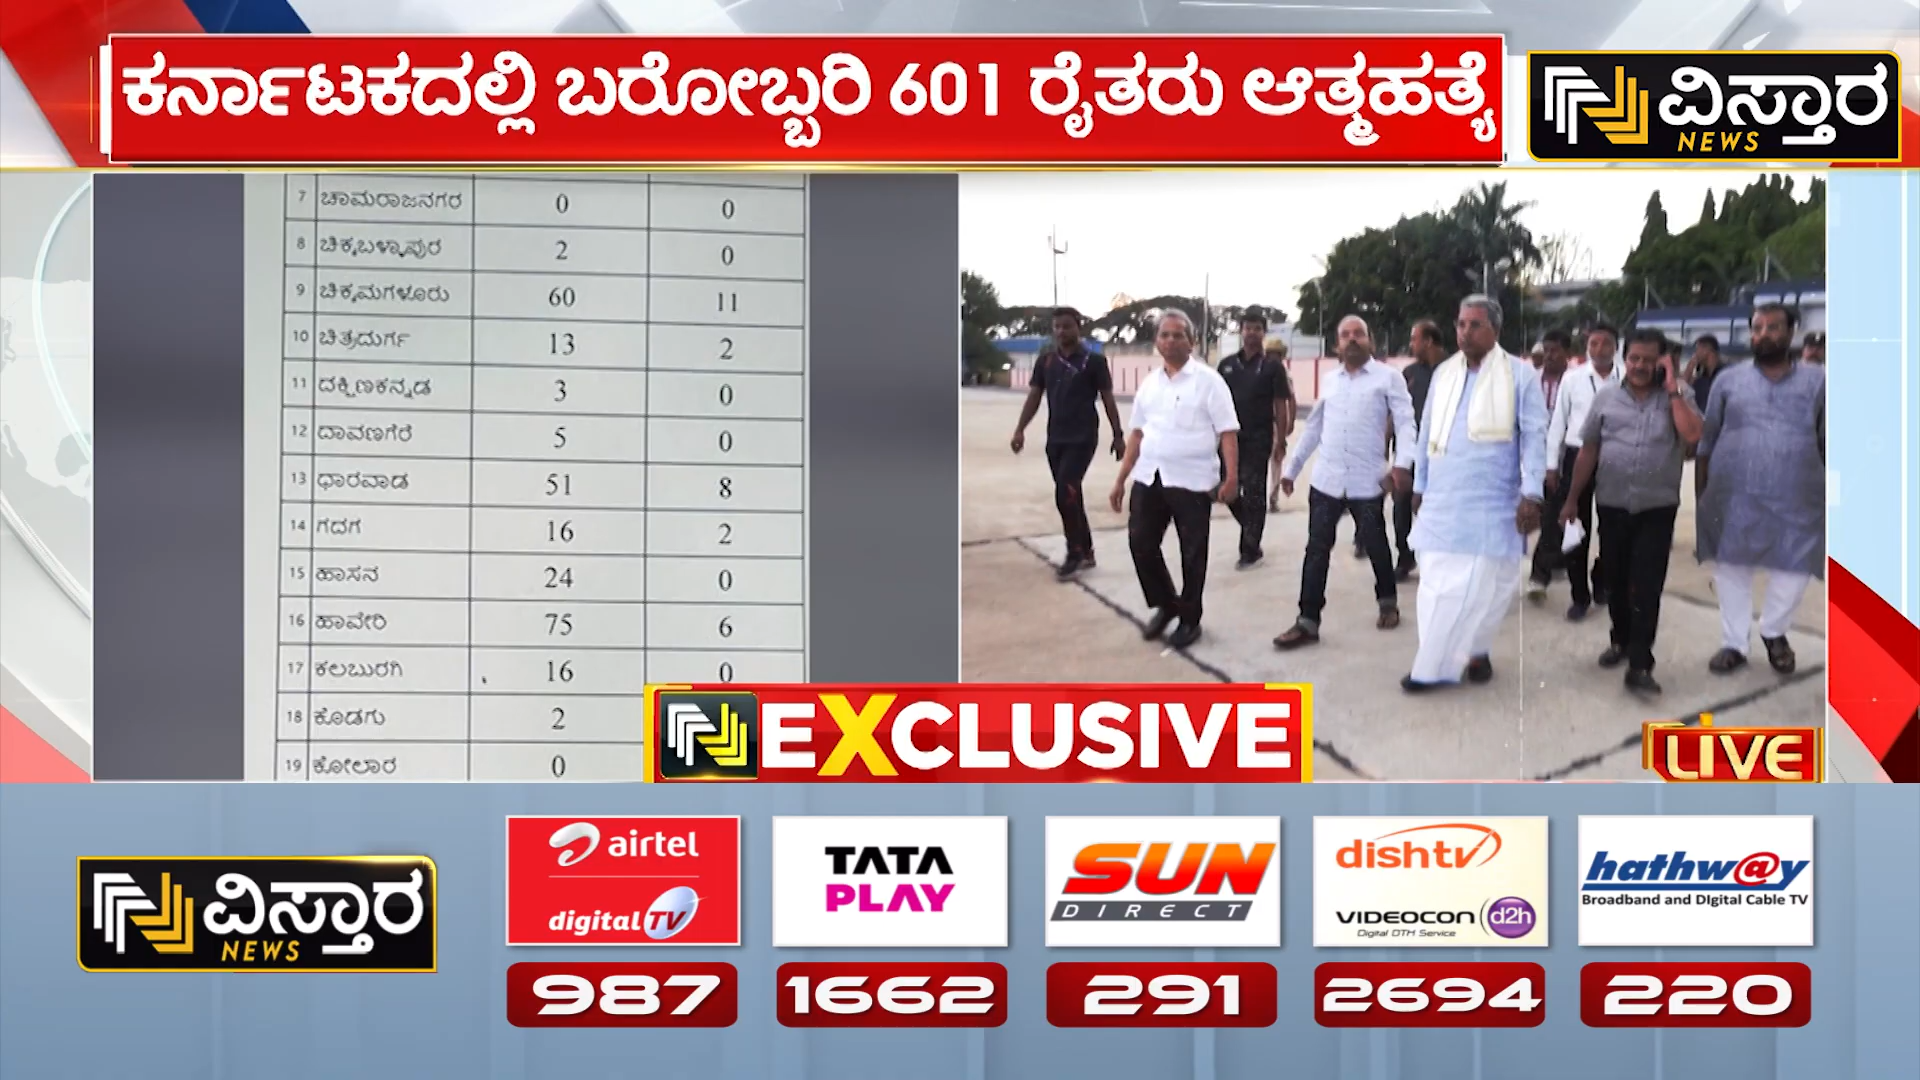 ಕರ್ನಾಟಕದಲ್ಲಿ ಬರೋಬ್ಬರಿ 601 ರೈತರು ಆತ್ಮಹತ್ಯೆ
ವಿಸ್ತಾರ
NEWS
7 ಚಾಮರಾಜನಗರ 0 0
8 ಚಿಕ್ಕಬಳ್ಳಾಪುರ 2 0
9 ಚಿಕ್ಕಮಗಳೂರು 60 11
10 ಚಿತ್ರದುರ್ಗ 13 2
11 ದಕ್ಷಿಣಕನ್ನಡ 3 0
12 ದಾವಣಗೆರೆ 5 0
13 ಧಾರವಾಡ 51 8
14 ಗದಗ 16 2
15 ಹಾಸನ 24 0
16 ಹಾವೇರಿ 75 6
17 ಕಲಬುರಗಿ 16 0
18 ಕೊಡಗು 2
19 ಕೋಲಾರ 0
EXCLUSIVE
LIVE
ವಿಸ್ತಾರ
NEWS
airtel
digital TV
987
TATA
PLAY
1662
SUN
DIRECT
291
dishtv
VIDEOCON d2h
Digital DTH Service
2694
hathw@y
Broadband and DIgital Cable TV
220